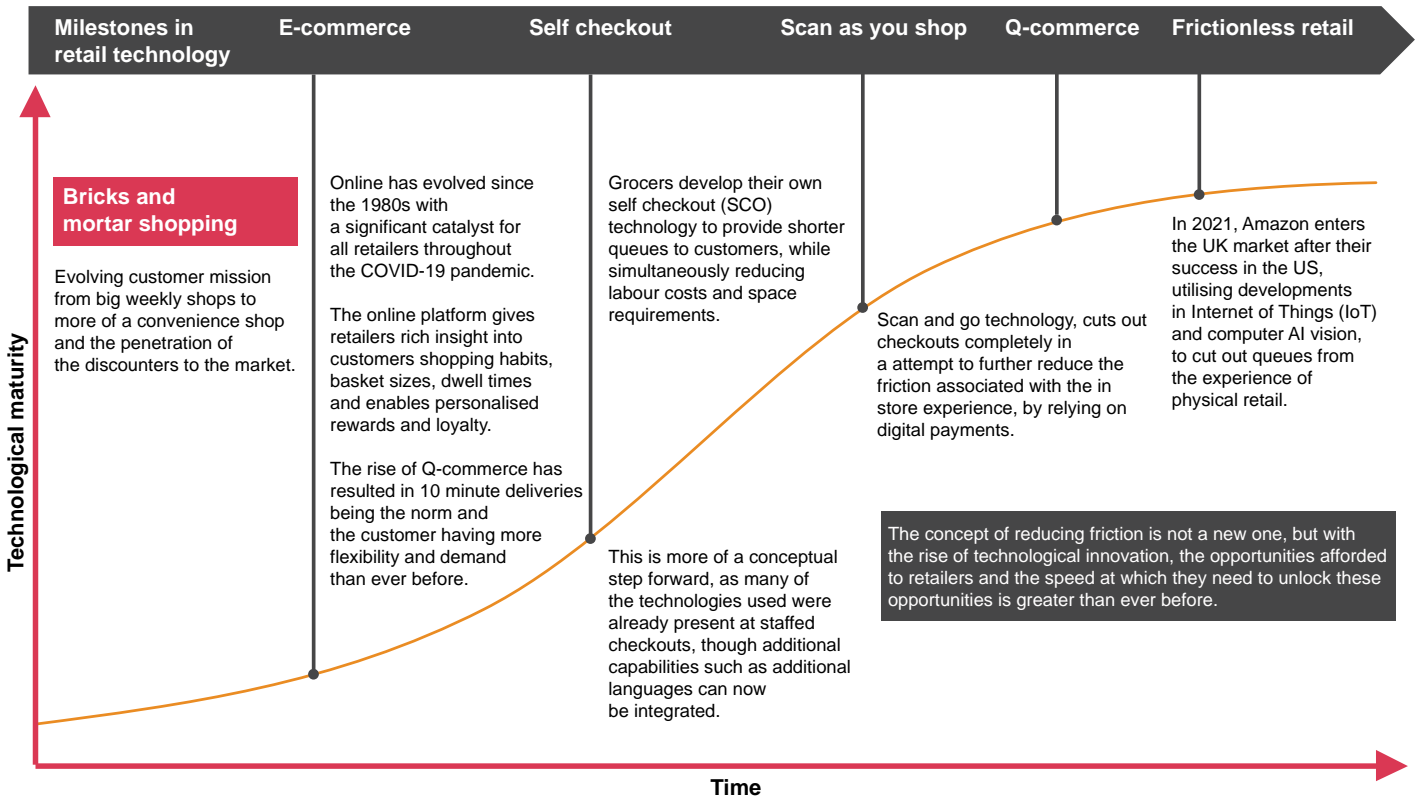 Milestones in
retail technology
E-commerce
Self checkout
Scan as you shop
Q-commerce
Frictionless retail
Technological maturity
Bricks and
mortar shopping
Evolving customer mission
from big weekly shops to
more of a convenience shop
and the penetration of
the discounters to the market.
Online has evolved since
the 1980s with
a significant catalyst for
all retailers throughout
the COVID-19 pandemic.
The online platform gives
retailers rich insight into
customers shopping habits,
basket sizes, dwell times
and enables personalised
rewards and loyalty.
The rise of Q-commerce has
resulted in 10 minute deliveries
being the norm and
the customer having more
flexibility and demand
than ever before.
Grocers develop their own
self checkout (SCO)
technology to provide shorter
queues to customers, while
simultaneously reducing
labour costs and space
requirements.
This is more of a conceptual
step forward, as many of
the technologies used were
already present at staffed
checkouts, though additional
capabilities such as additional
languages can now
be integrated.
Scan and go technology, cuts out
checkouts completely in
a attempt to further reduce the
friction associated with the in
store experience, by relying on
digital payments.
In 2021, Amazon enters
the UK market after their
success in the US,
utilising developments
in Internet of Things (IoT)
and computer AI vision,
to cut out queues from
the experience of
physical retail.
The concept of reducing friction is not a new one, but with
the rise of technological innovation, the opportunities afforded
to retailers and the speed at which they need to unlock these
opportunities is greater than ever before.
Time